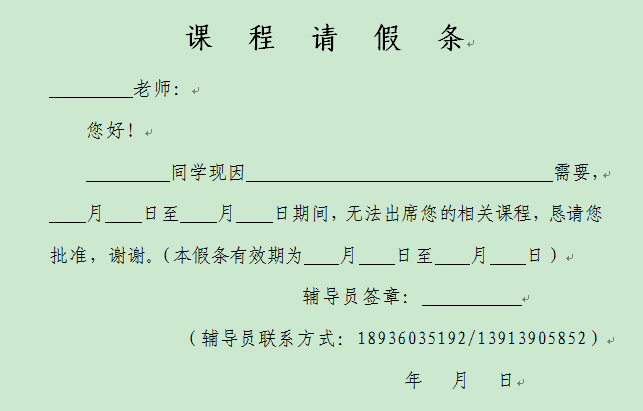 课 程 请 假 条
________老师：
您好！
________同学现因______________________________需要，
____月____日至____月____日期间，无法出席您的相关课程，恳请您
批准，谢谢。（本假条有效期为____月____日至____月____日）
辅导员签章：__________
（辅导员联系方式：18936035192/13913905852）
年 月 日